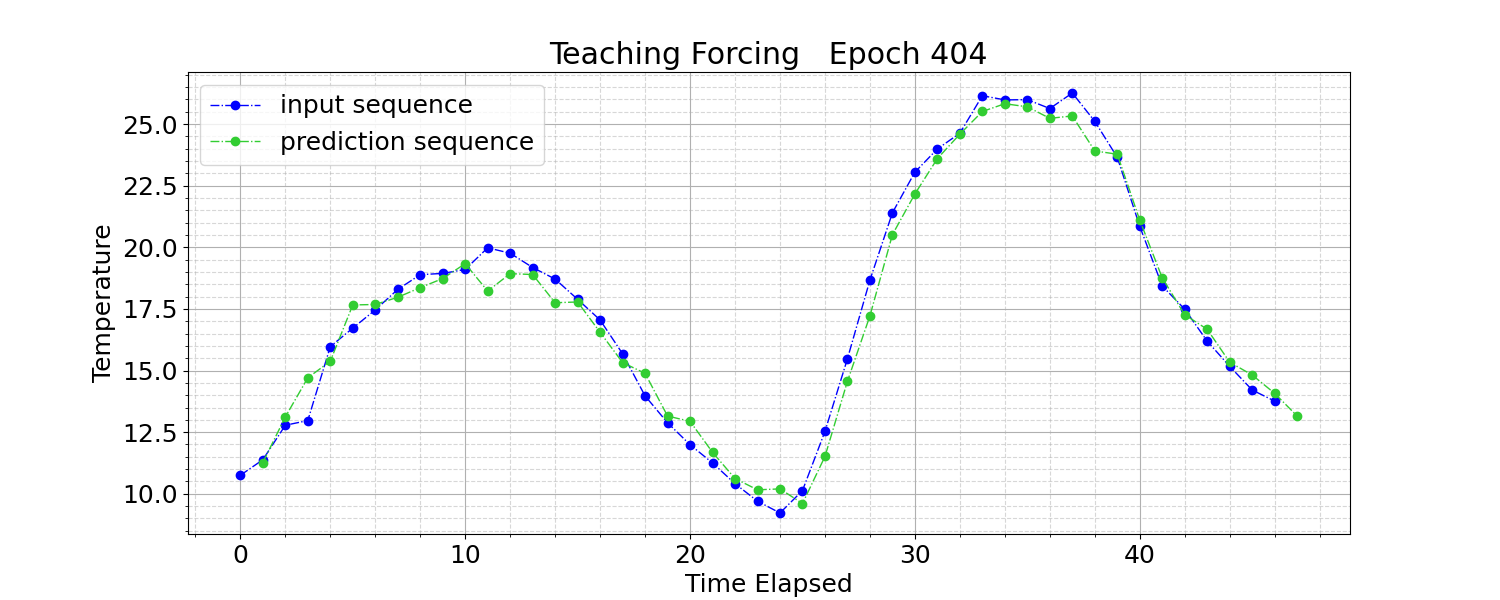 Teaching Forcing   Epoch 404
input sequence
prediction sequence
Temperature
25.0
22.5
20.0
17.5
15.0
12.5
10.0
0 10 20 30 40
Time Elapsed